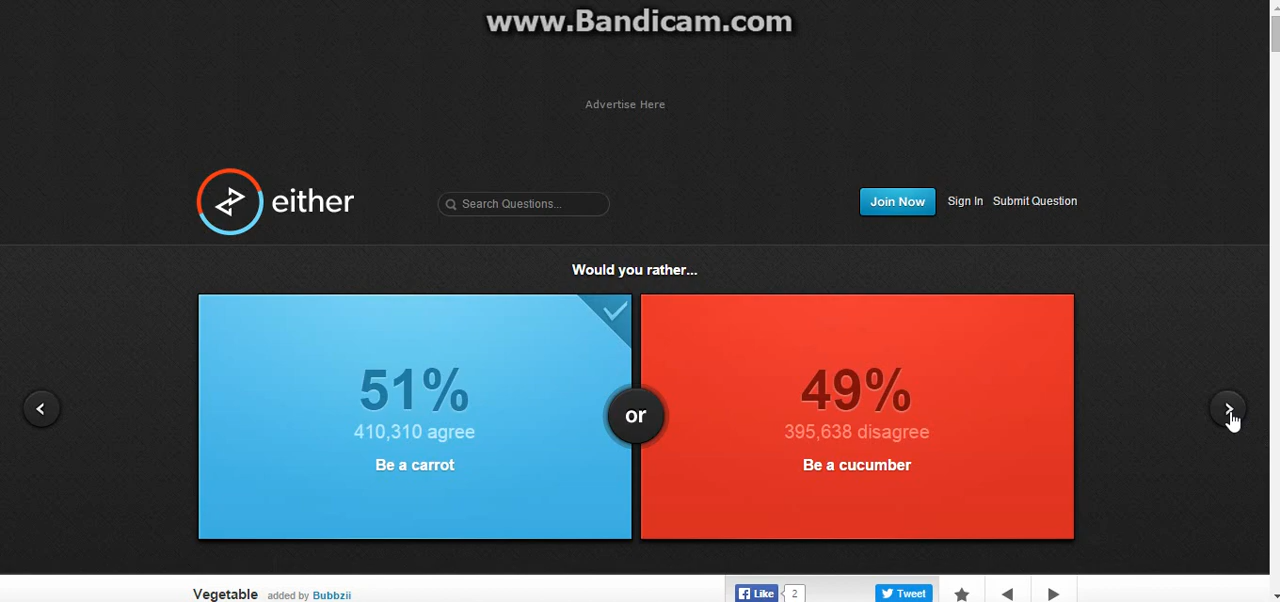 www.Bandicam.com
Advertise Here
either
Search Questions...
Join Now
Sign In
Submit Question
Would you rather...
51%
410,310 agree
Be a carrot
or
49%
395,638 disagree
Be a cucumber
Vegetable added by Bubbzii
Like 2
Tweet